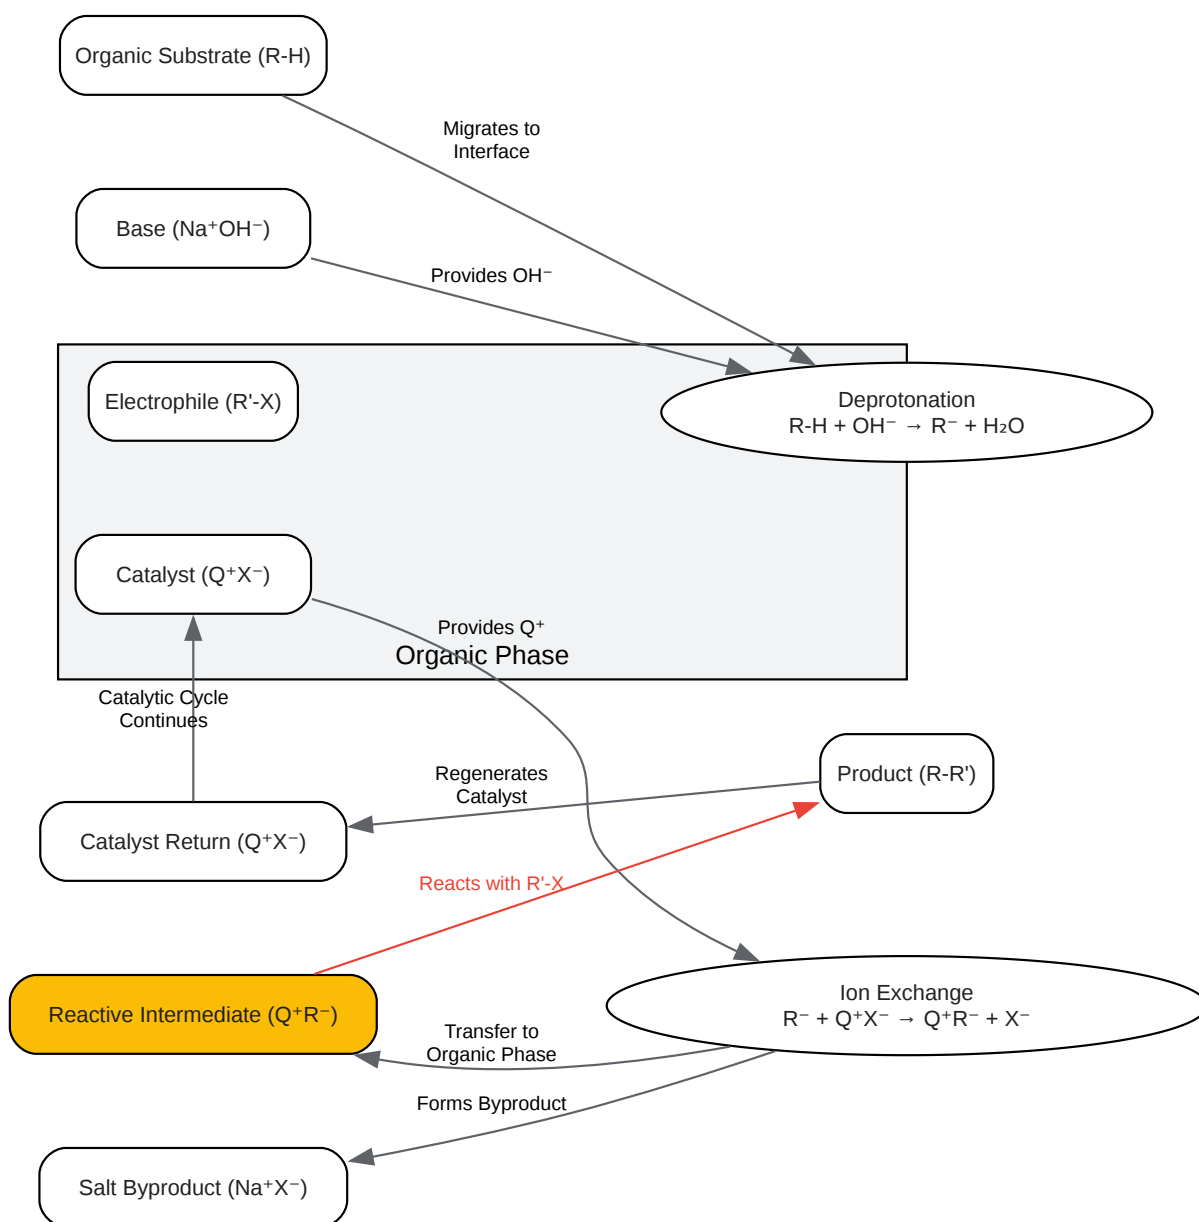 Organic Substrate (R-H)
Migrates to
Interface
Base (Na⁺OH⁻)
Provides OH⁻
Electrophile (R'-X)
Deprotonation
R-H + OH⁻ → R⁻ + H₂O
Catalyst (Q⁺X⁻)
Provides Q⁺
Organic Phase
Catalytic Cycle
Continues
Product (R-R')
Regenerates
Catalyst
Catalyst Return (Q⁺X⁻)
Reacts with R'-X
Reactive Intermediate (Q⁺R⁻)
Ion Exchange
R⁻ + Q⁺X⁻ → Q⁺R⁻ + X⁻
Transfer to
Organic Phase
Forms Byproduct
Salt Byproduct (Na⁺X⁻)